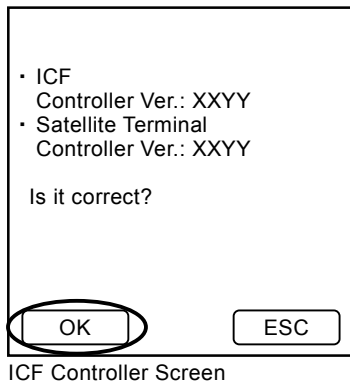 ・ICF
Controller Ver.: XXYY
・Satellite Terminal
Controller Ver.: XXYY
Is it correct?
OK ESC
ICF Controller Screen